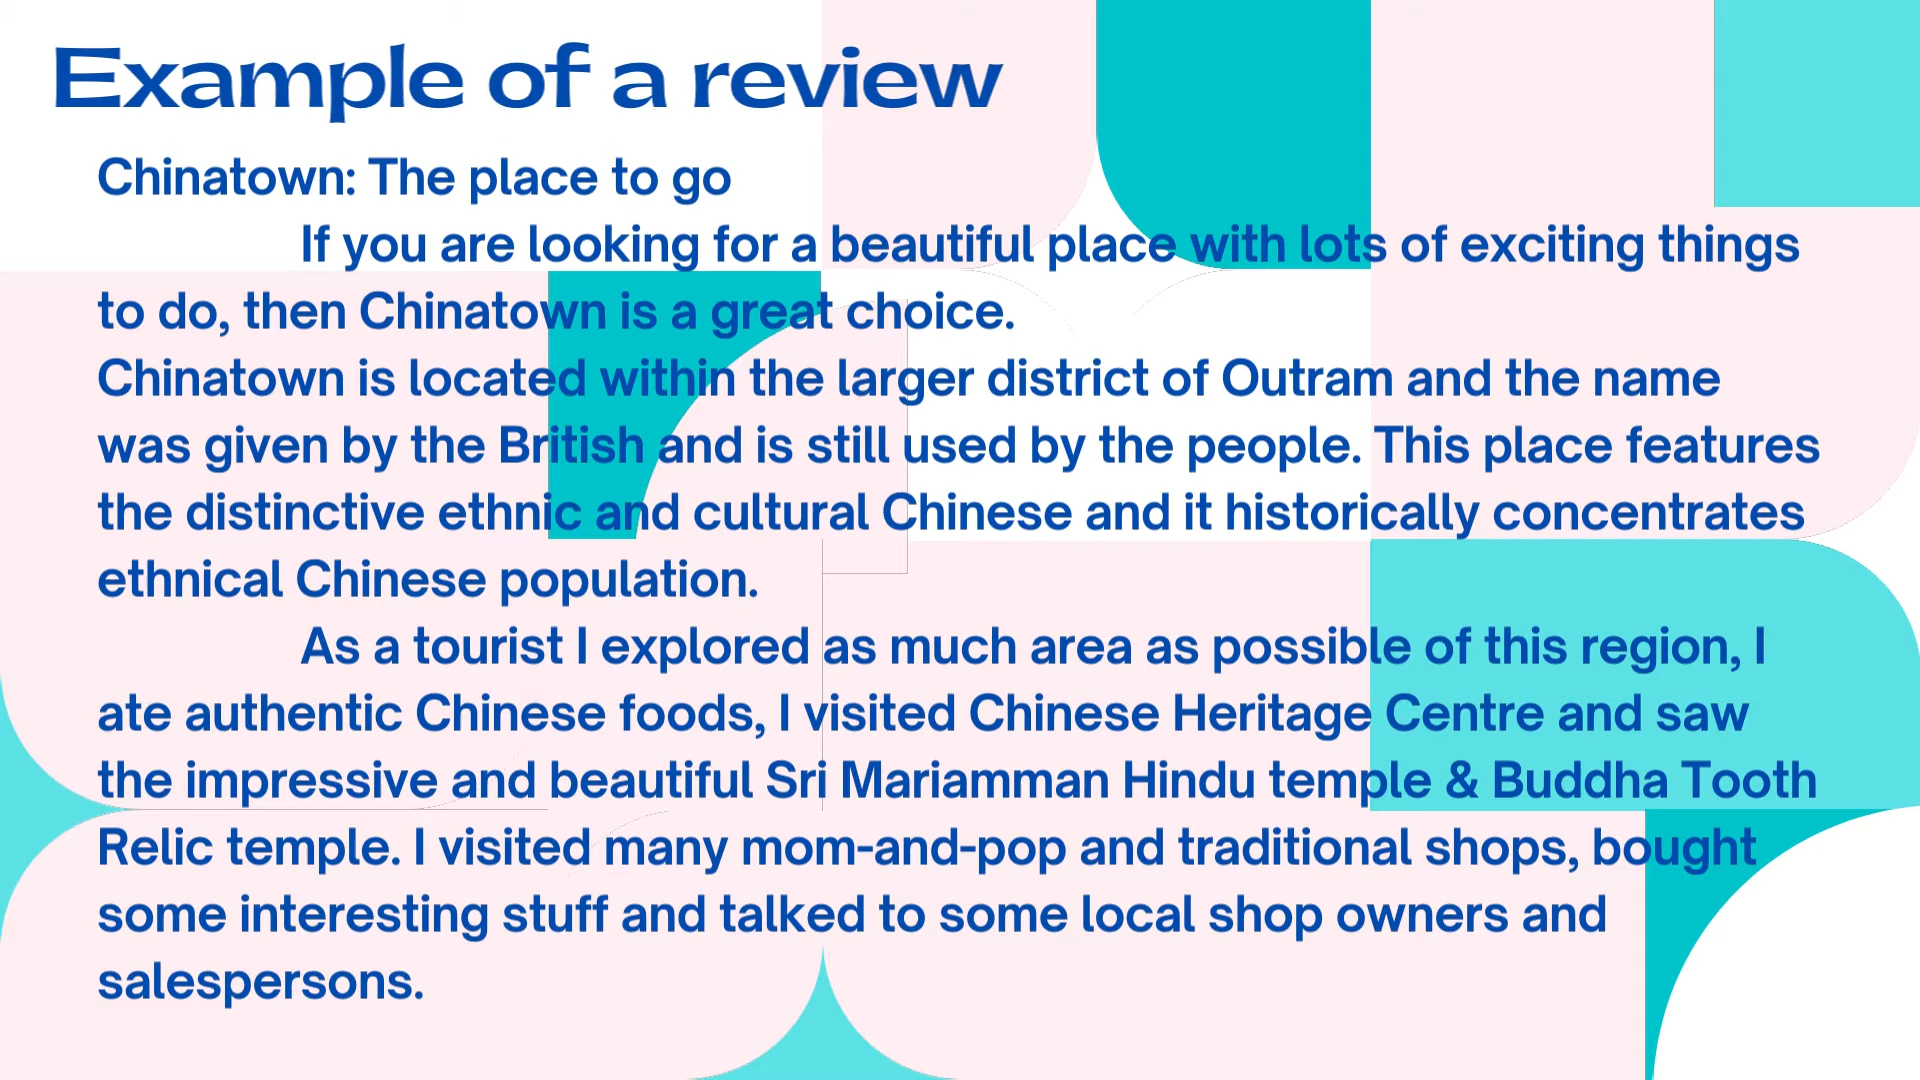 Example of a review
Chinatown: The place to go
If you are looking for a beautiful place with lots of exciting things
to do, then Chinatown is a great choice.
Chinatown is located within the larger district of Outram and the name
was given by the British and is still used by the people. This place features
the distinctive ethnic and cultural Chinese and it historically concentrates
ethnical Chinese population.
As a tourist I explored as much area as possible of this region, I
ate authentic Chinese foods, I visited Chinese Heritage Centre and saw
the impressive and beautiful Sri Mariamman Hindu temple & Buddha Tooth
Relic temple. I visited many mom-and-pop and traditional shops, bought
some interesting stuff and talked to some local shop owners and
salespersons.